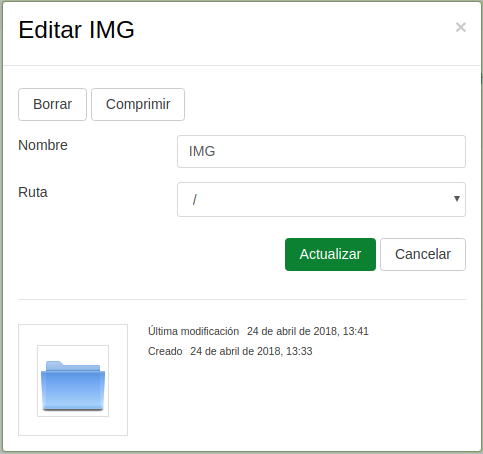 Editar IMG ×
Borrar Comprimir
Nombre IMG
Ruta /
Actualizar Cancelar
Última modificación 24 de abril de 2018, 13:41
Creado 24 de abril de 2018, 13:33